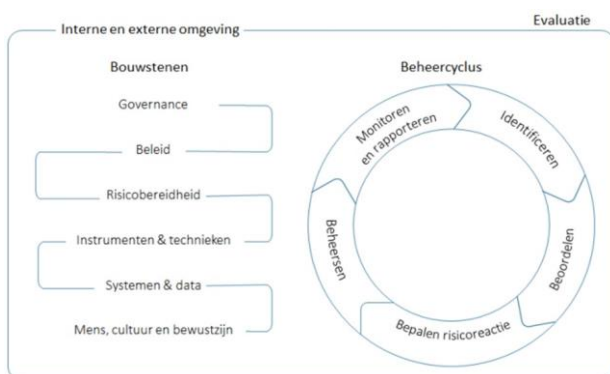 Evaluatie
Interne en externe omgeving
Bouwstenen
Governance
Beleid
Risicobereidheid
Instrumenten & technieken
Systemen & data
Mens, cultuur en bewustzijn
Beheercyclus
Identificeren
Beoordelen
Bepalen risicoreactie
Beheersen
Monitoren
en rapporteren